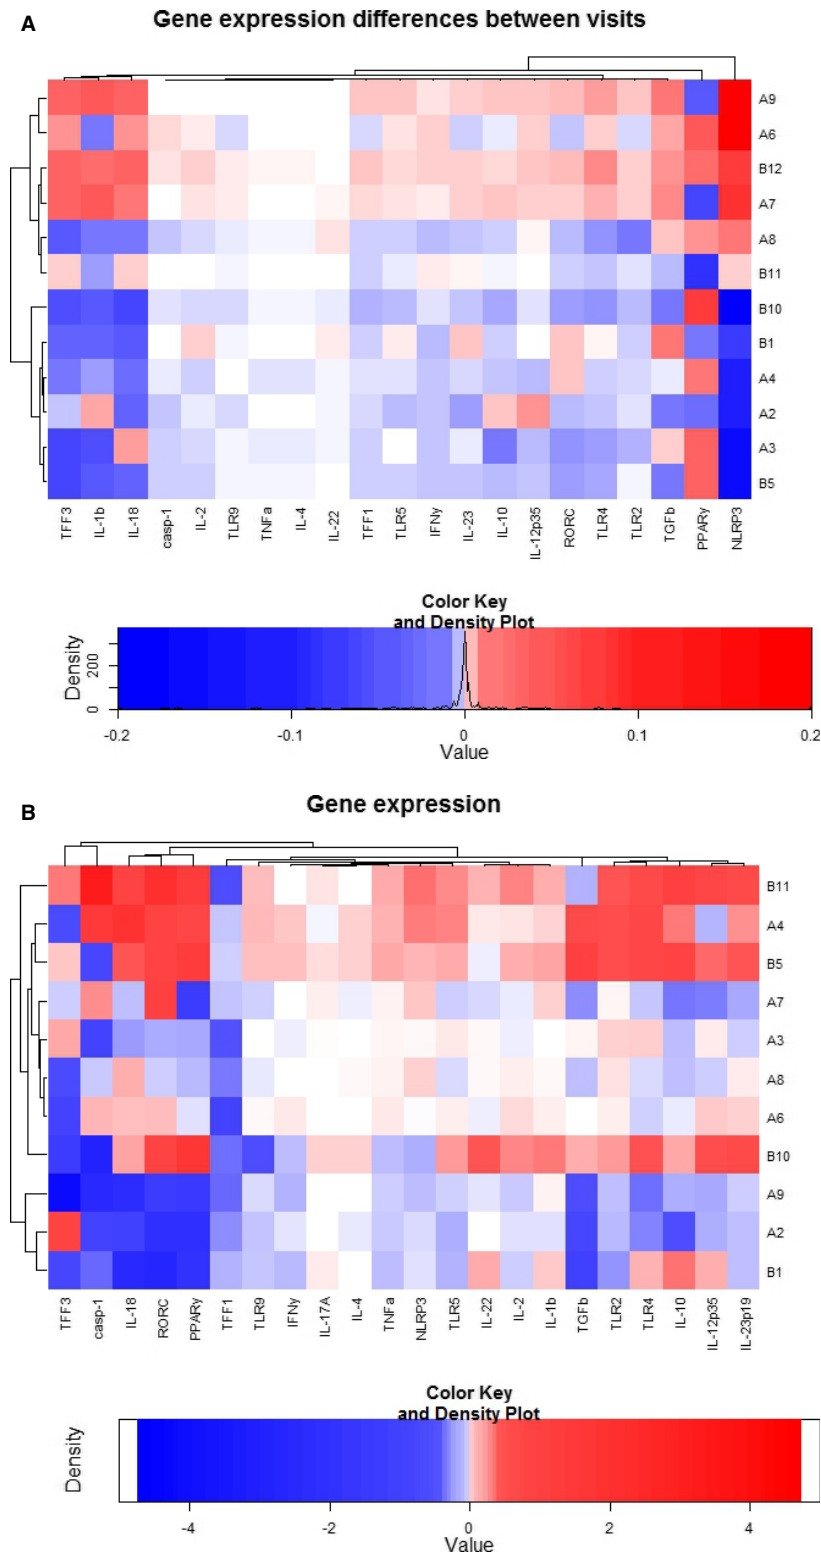 A
Gene expression differences between visits
A9
A6
B12
A7
A8
B11
B10
B1
A4
A2
A3
B5
TFF3 IL-1b IL-18 casp-1 IL-2 TLR9 TNFa IL-4 IL-22 TFF1 TLR5 IFNy IL-23 IL-10 IL-12p35 RORC TLR4 TLR2 TGFb PPARy NLRP3
Color Key
and Density Plot
Density
0 200
-0.2 -0.1 0 0.1 0.2
Value
B
Gene expression
B11
A4
B5
A7
A3
A8
A6
B10
A9
A2
B1
TFF3 casp-1 IL-18 RORC PPARy TFF1 TLR9 IFNy IL-17A IL-4 TNFa NLRP3 TLR5 IL-22 IL-2 IL-1b TGFb TLR2 TLR4 IL-10 IL-12p35 IL-23p19
Color Key
and Density Plot
Density
-4 -2 0 2 4
Value